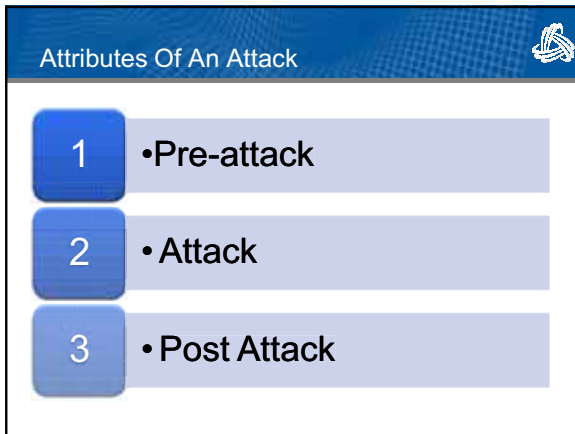 Attributes Of An Attack
1 •Pre-attack
2 • Attack
3 • Post Attack